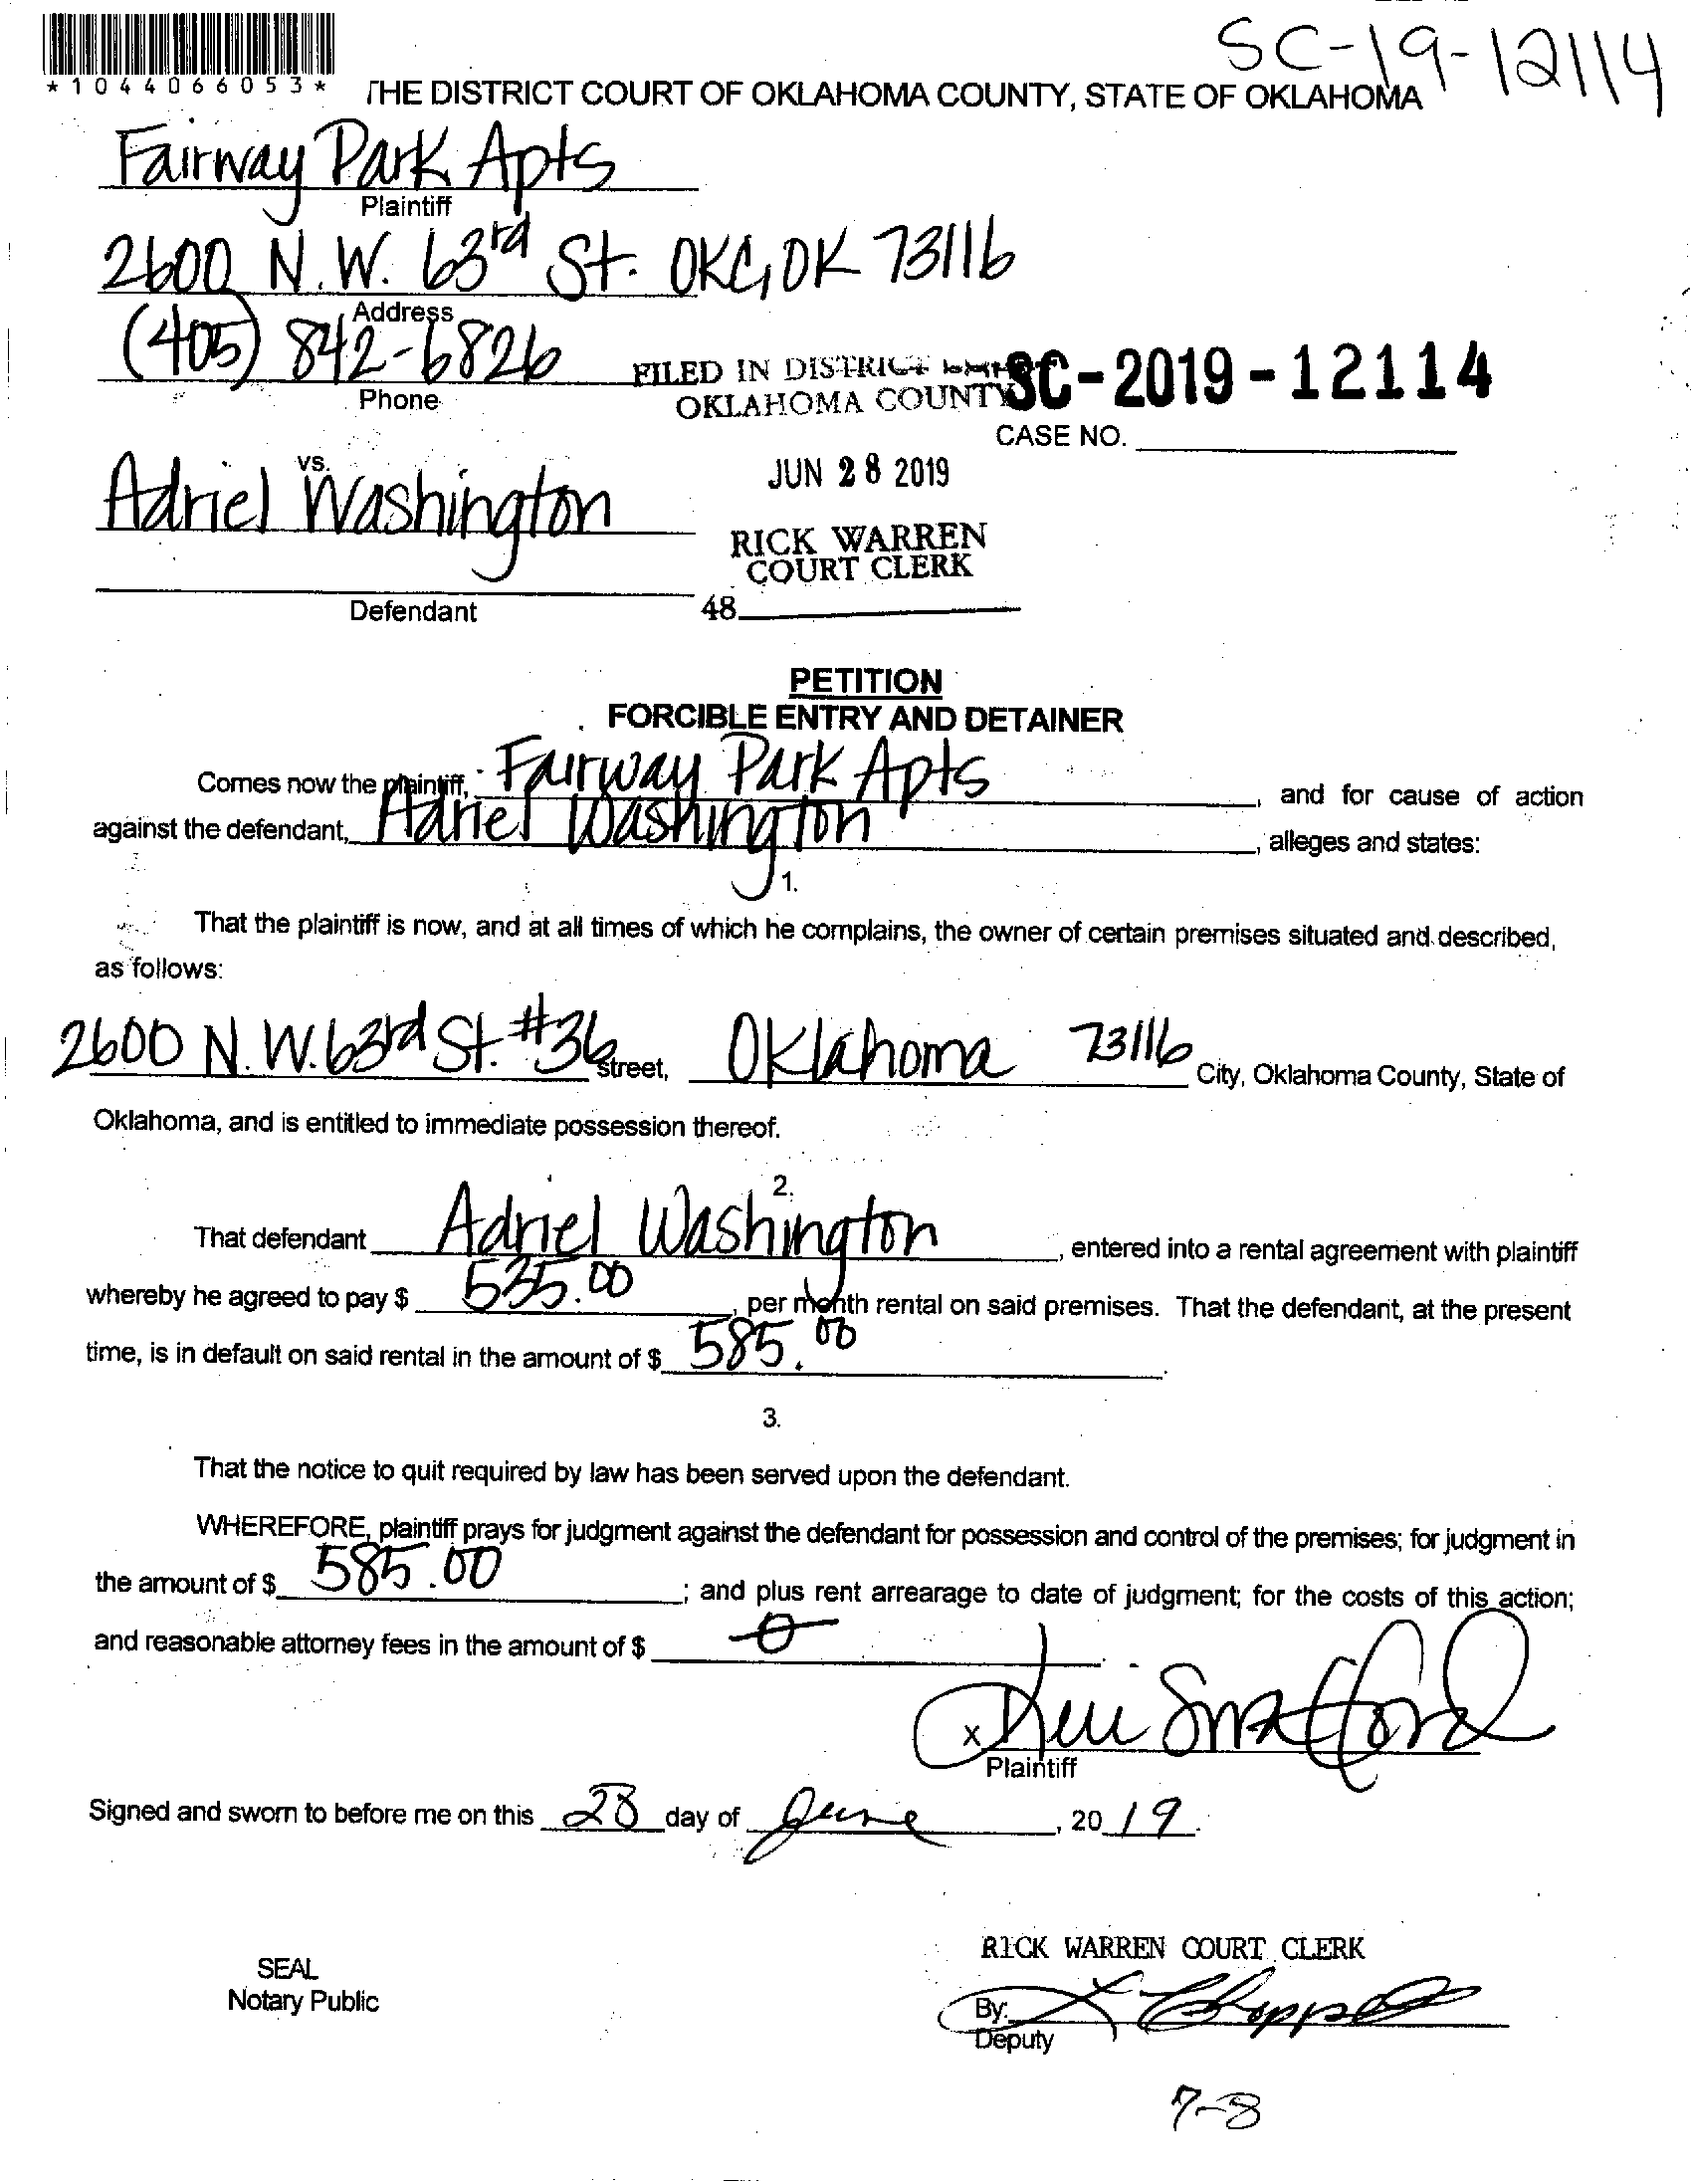 SC-19-12114
*1044066053*
THE DISTRICT COURT OF OKLAHOMA COUNTY, STATE OF OKLAHOMA
Fairway Park Apts
Plaintiff
2600 N.W. 63rd St. OKC, OK 73116
Address
(405) 842-6826
Phone
FILED IN DISTRICT
OKLAHOMA COUNTY
SC-2019-12114
CASE NO.
vs.
Adriel Washington
JUN 28 2019
RICK WARREN
COURT CLERK
Defendant
48
PETITION
FORCIBLE ENTRY AND DETAINER
Comes now the plaintiff, Fairway Park Apts, and for cause of action
against the defendant, Adriel Washington, alleges and states:
1.
That the plaintiff is now, and at all times of which he complains, the owner of certain premises situated and described,
as follows:
2600 N.W. 63rd St. #36 Street, Oklahoma 73116 City, Oklahoma County, State of
Oklahoma, and is entitled to immediate possession thereof.
2.
That defendant Adriel Washington, entered into a rental agreement with plaintiff
whereby he agreed to pay $ 535.00, per month rental on said premises. That the defendant, at the present
time, is in default on said rental in the amount of $ 585.00.
3.
That the notice to quit required by law has been served upon the defendant.
WHEREFORE, plaintiff prays for judgment against the defendant for possession and control of the premises; for judgment in
the amount of $ 585.00; and plus rent arrearage to date of judgment; for the costs of this action;
and reasonable attorney fees in the amount of $ 0.
X
Plaintiff
Signed and sworn to before me on this 28 day of June, 2019.
RICK WARREN COURT CLERK
SEAL
Notary Public
By:
Deputy
7-8